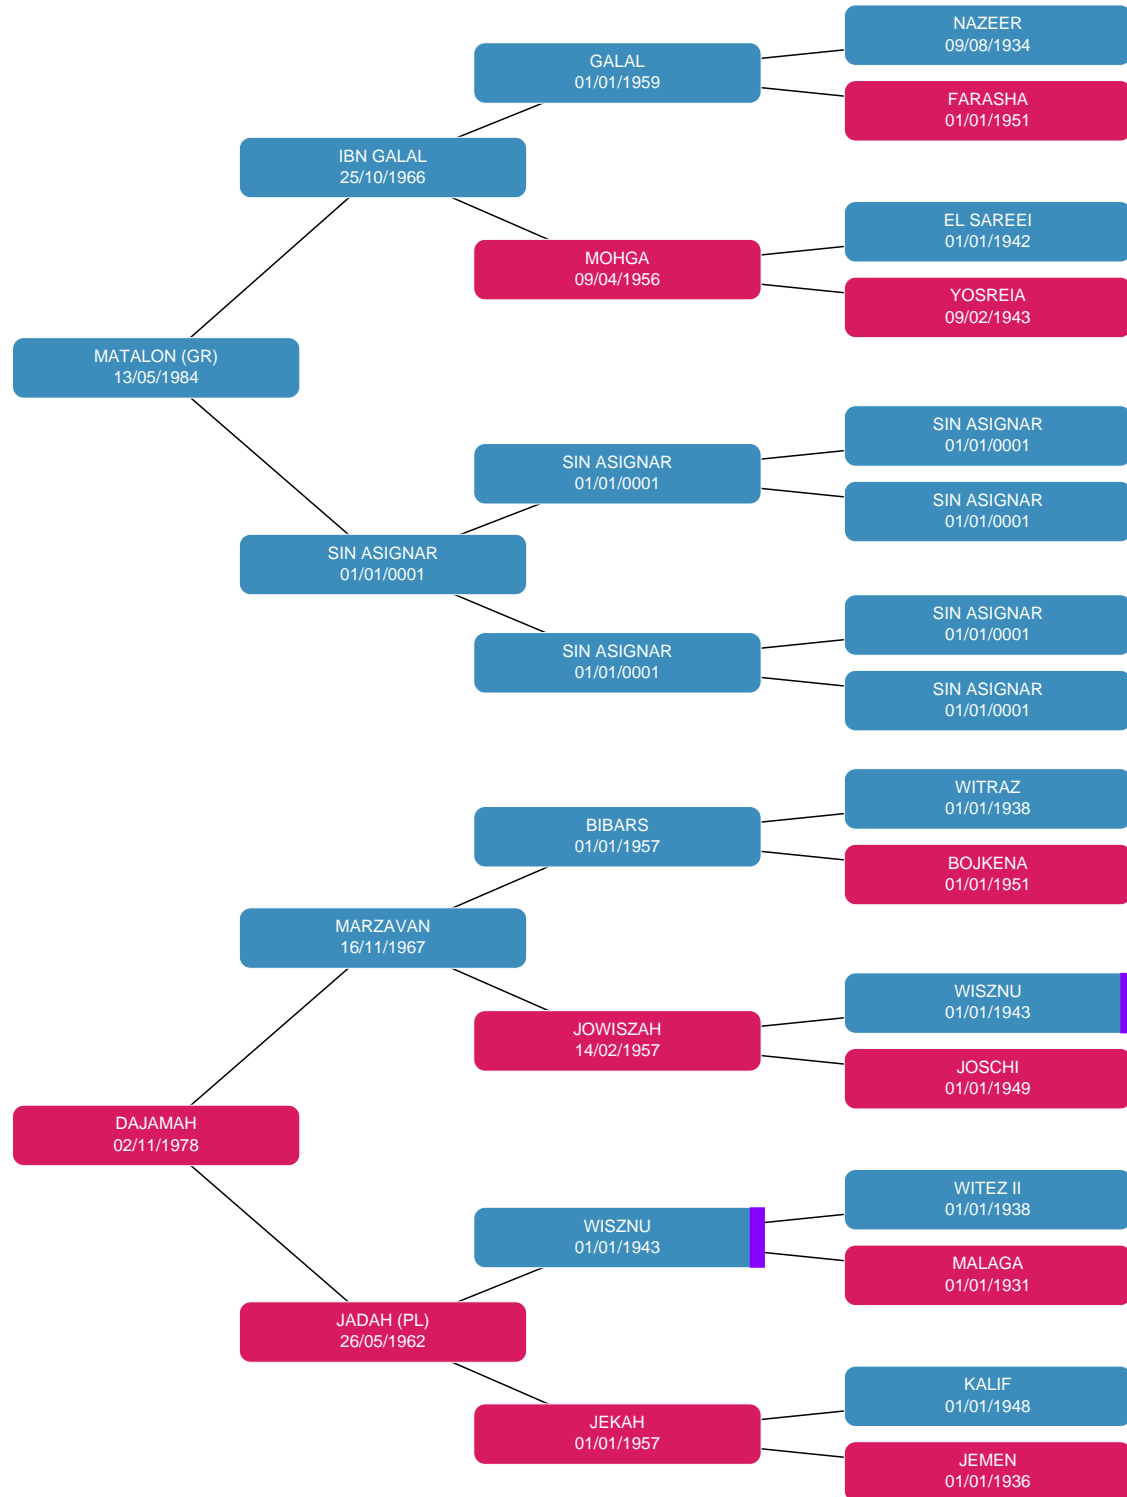 NAZEER
09/08/1934
GALAL
01/01/1959
FARASHA
01/01/1951
IBN GALAL
25/10/1966
EL SAREEI
01/01/1942
MOHGA
09/04/1956
YOSREIA
09/02/1943
MATALON (GR)
13/05/1984
SIN ASIGNAR
01/01/0001
SIN ASIGNAR
01/01/0001
SIN ASIGNAR
01/01/0001
SIN ASIGNAR
01/01/0001
SIN ASIGNAR
01/01/0001
SIN ASIGNAR
01/01/0001
SIN ASIGNAR
01/01/0001
WITRAZ
01/01/1938
BIBARS
01/01/1957
BOJKENA
01/01/1951
MARZAVAN
16/11/1967
WISZNU
01/01/1943
JOWISZAH
14/02/1957
JOSCHI
01/01/1949
DAJAMAH
02/11/1978
WITEZ II
01/01/1938
WISZNU
01/01/1943
MALAGA
01/01/1931
JADAH (PL)
26/05/1962
KALIF
01/01/1948
JEKAH
01/01/1957
JEMEN
01/01/1936